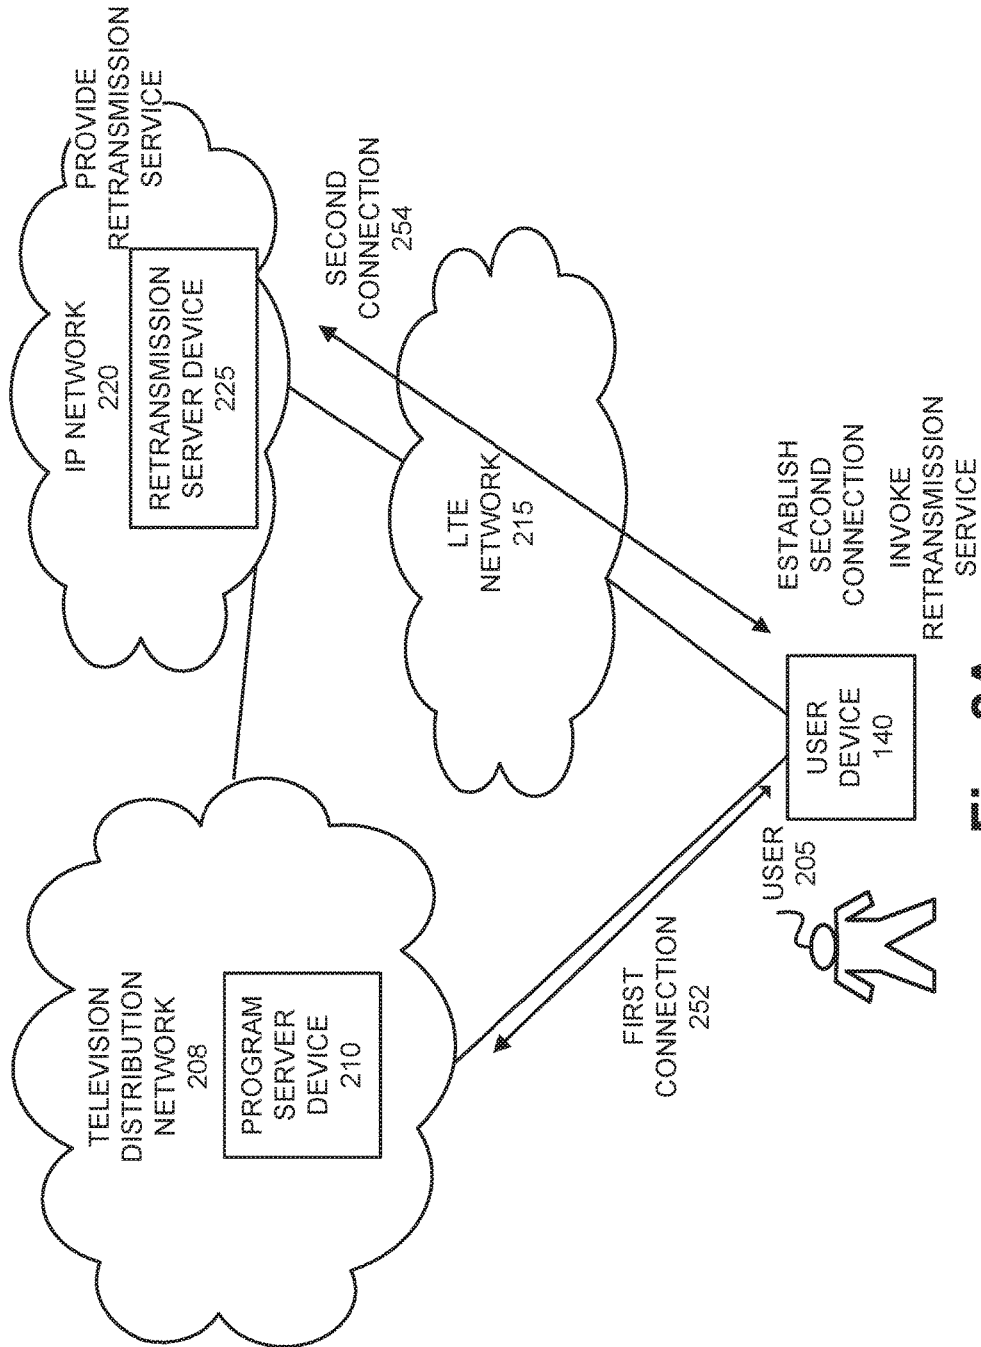 TELEVISION
DISTRIBUTION
NETWORK
208
PROGRAM
SERVER
DEVICE
210
IP NETWORK
220
RETRANSMISSION
SERVER DEVICE
225
PROVIDE
RETRANSMISSION
SERVICE
SECOND
CONNECTION
254
LTE
NETWORK
215
FIRST
CONNECTION
252
USER
205
USER
DEVICE
140
ESTABLISH
SECOND
CONNECTION
INVOKE
RETRANSMISSION
SERVICE